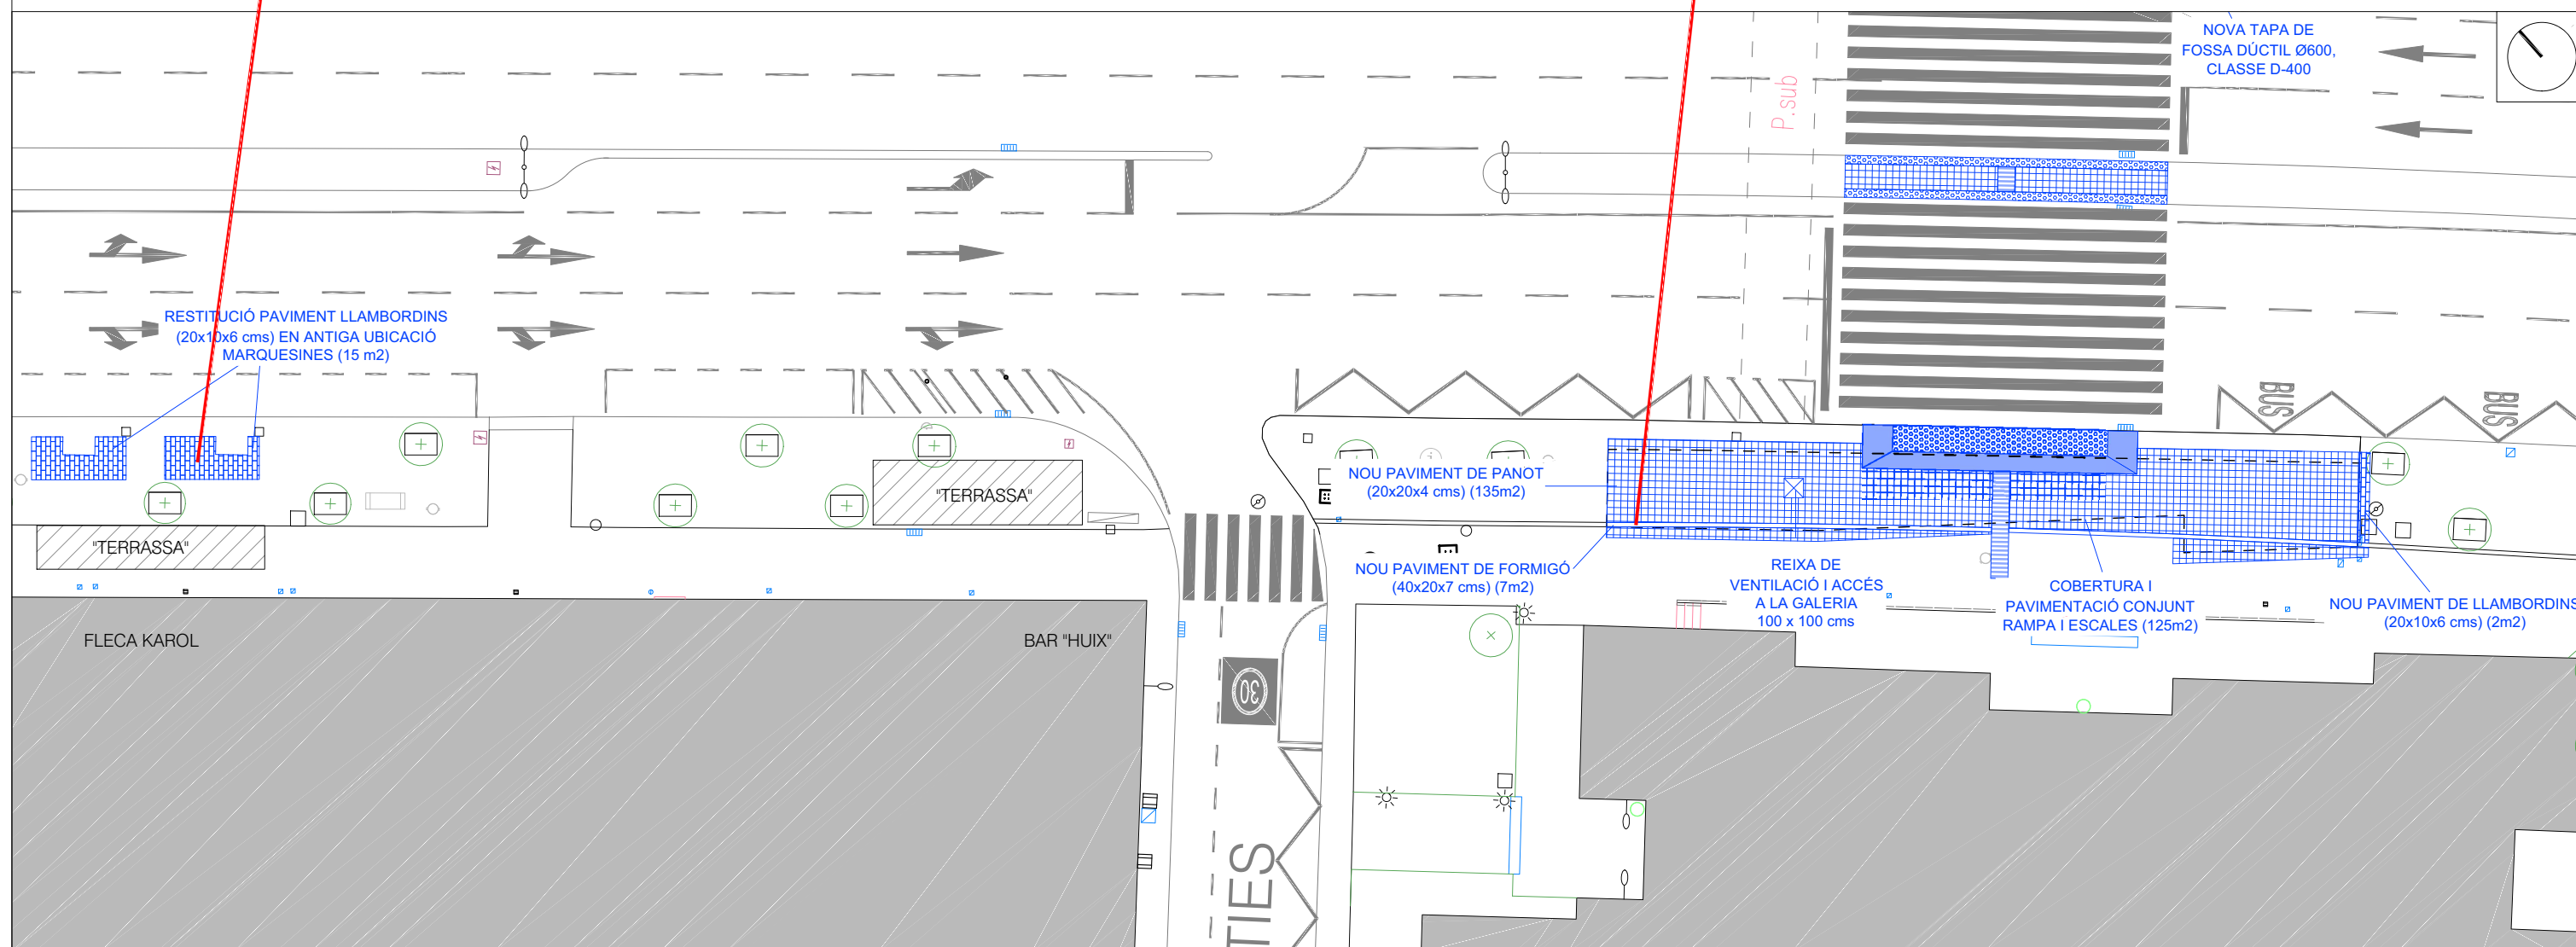 NOVA TAPA DE
FOSSA DÚCTIL Ø600,
CLASSE D-400
P.sub
RESTITUCIÓ PAVIMENT LLAMBORDINS
(20x10x6 cms) EN ANTIGA UBICACIÓ
MARQUESINES (15 m2)
BUS
BUS
NOU PAVIMENT DE PANOT
(20x20x4 cms) (135m2)
"TERRASSA"
"TERRASSA"
NOU PAVIMENT DE FORMIGÓ
(40x20x7 cms) (7m2)
REIXA DE
VENTILACIÓ I ACCÉS
A LA GALERIA
100 x 100 cms
COBERTURA I
PAVIMENTACIÓ CONJUNT
RAMPA I ESCALES (125m2)
NOU PAVIMENT DE LLAMBORDINS
(20x10x6 cms) (2m2)
FLECA KAROL
BAR "HUIX"
30
TIES